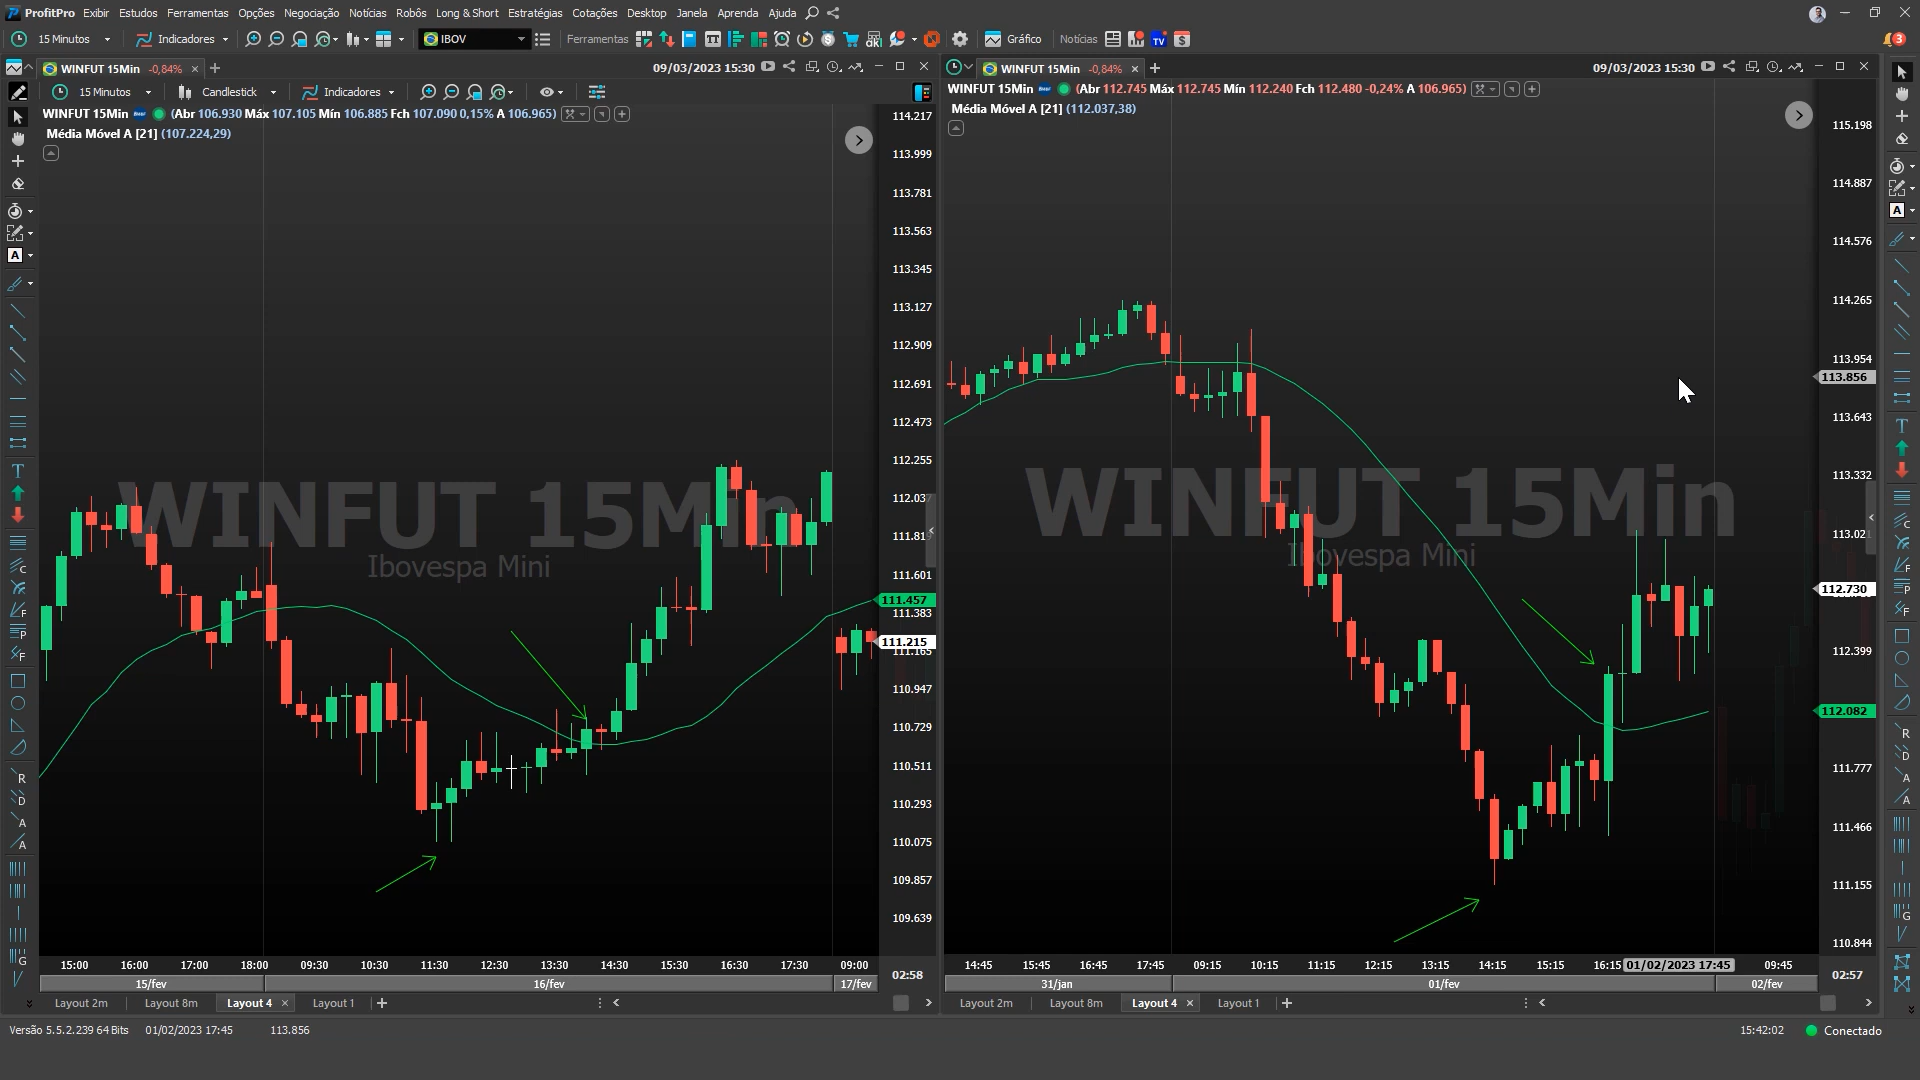 ProfitPro Exibir Estudos Ferramentas Opções Negociação Notícias Robôs Long & Short Estratégias Cotações Desktop Janela Aprenda Ajuda
15 Minutos Indicadores IBOV Ferramentas Gráfico Notícias 3
WINFUT 15Min -0,84% × + 09/03/2023 15:30
15 Minutos Candlestick Indicadores
WINFUT 15Min (Abr 106.930 Máx 107.105 Mín 106.885 Fch 107.090 0,15% A 106.965)
Média Móvel A [21] (107.224,29)
WINFUT 15Min
Ibovespa Mini
114.217
113.999
113.781
113.563
113.345
113.127
112.909
112.691
112.473
112.255
112.037
111.601
111.457
111.383
111.215
111.165
110.947
110.729
110.511
110.293
110.075
109.857
109.639
15:00 16:00 17:00 18:00 09:30 10:30 11:30 12:30 13:30 14:30 15:30 16:30 17:30 09:00 02:58
15/fev 16/fev 17/fev
Layout 2m Layout 8m Layout 4 × Layout 1 +
WINFUT 15Min -0,84% × + 09/03/2023 15:30
WINFUT 15Min (Abr 112.745 Máx 112.745 Mín 112.240 Fch 112.480 -0,24% A 106.965)
Média Móvel A [21] (112.037,38)
WINFUT 15Min
Ibovespa Mini
115.198
114.887
114.576
114.265
113.954
113.856
113.643
113.332
113.021
112.730
112.399
112.082
111.777
111.466
111.155
110.844
14:45 15:45 16:45 17:45 09:15 10:15 11:15 12:15 13:15 14:15 15:15 16:15 01/02/2023 17:45 09:45 02:57
31/jan 01/fev 02/fev
Layout 2m Layout 8m Layout 4 × Layout 1 +
Versão 5.5.2.239 64 Bits 01/02/2023 17:45 113.856 15:42:02 Conectado